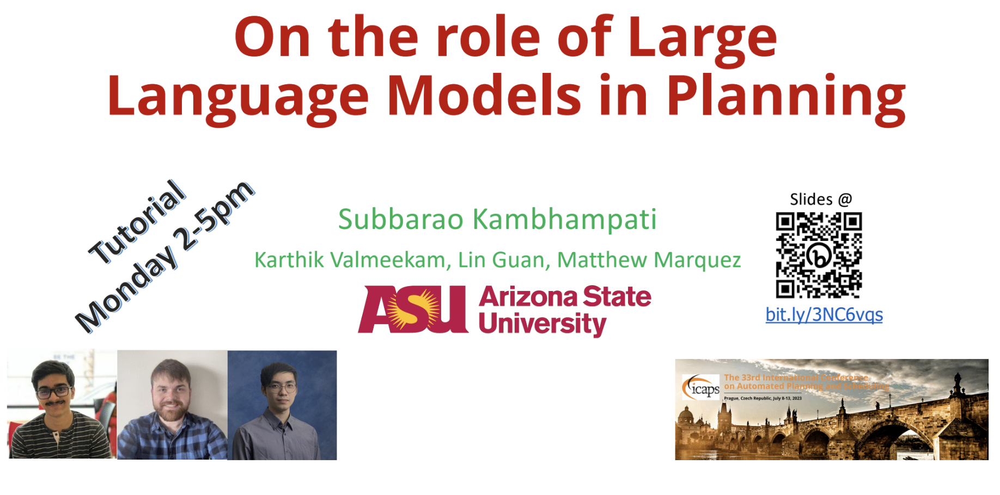 On the role of Large
Language Models in Planning
Tutorial
Monday 2-5pm
Subbarao Kambhampati
Karthik Valmeekam, Lin Guan, Matthew Marquez
ASU Arizona State
University
Slides @
bit.ly/3NC6vqs
BE THE
icaps
The 33rd International Conference
on Automated Planning and Scheduling
Prague, Czech Republic, July 8-13, 2023